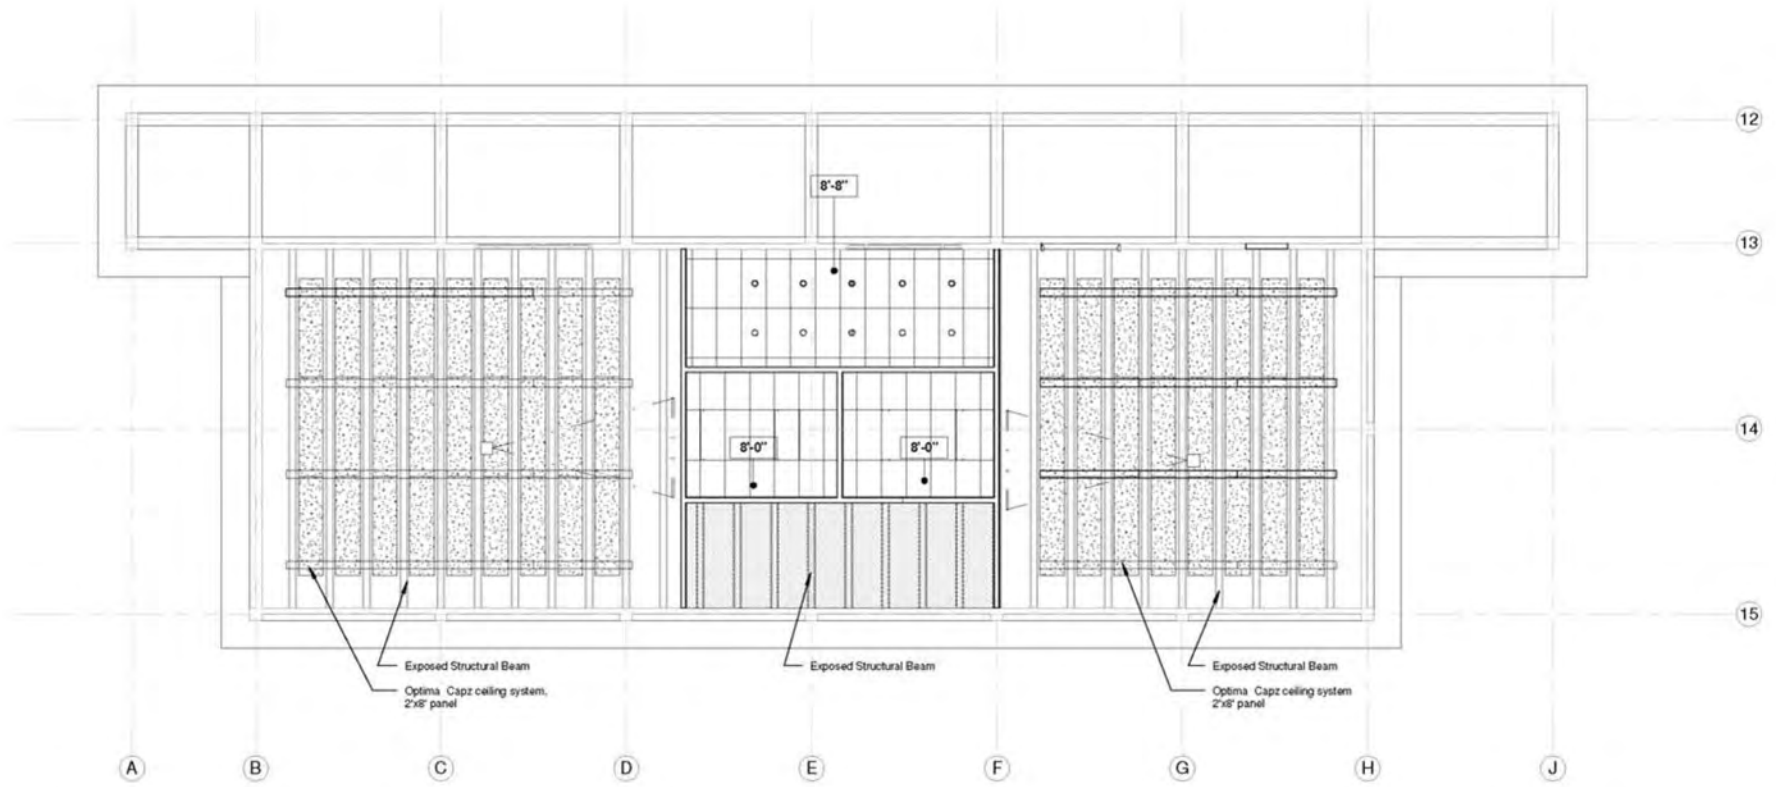 12
8'-8"
13
14
8'-0"
8'-0"
15
Exposed Structural Beam
Optima Capz ceiling system,
2'x8' panel
Exposed Structural Beam
Exposed Structural Beam
Optima Capz ceiling system
2'x8' panel
A
B
C
D
E
F
G
H
J